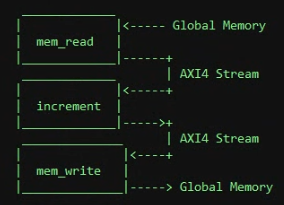 Global Memory
mem_read
AXI4 Stream
increment
AXI4 Stream
mem_write
Global Memory